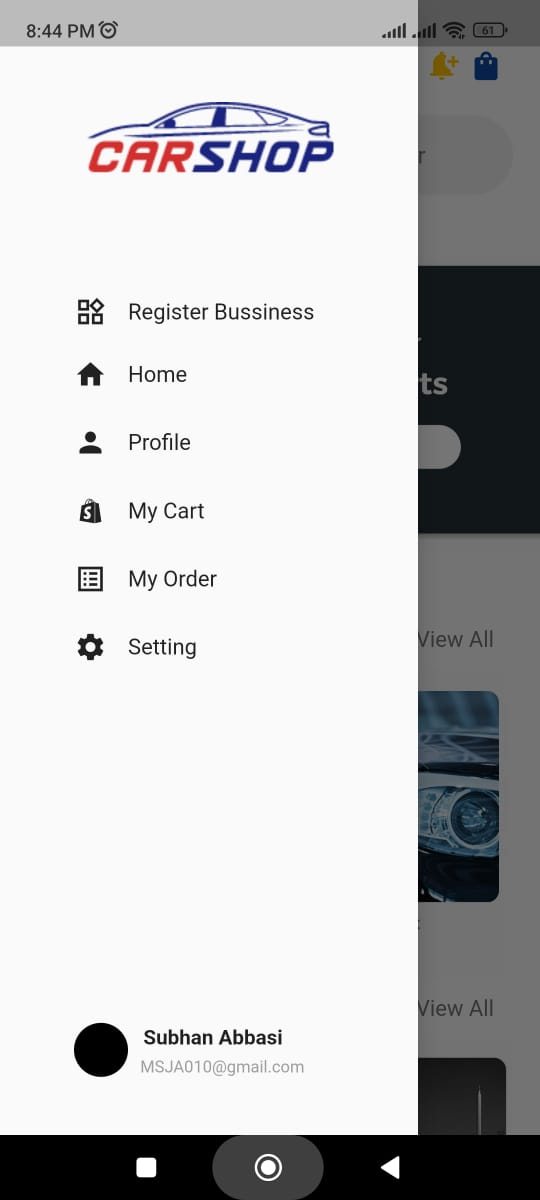 8:44 PM
61
CARSHOP
Register Bussiness
Home
ts
Profile
My Cart
My Order
View All
Setting
View All
Subhan Abbasi
MSJA010@gmail.com